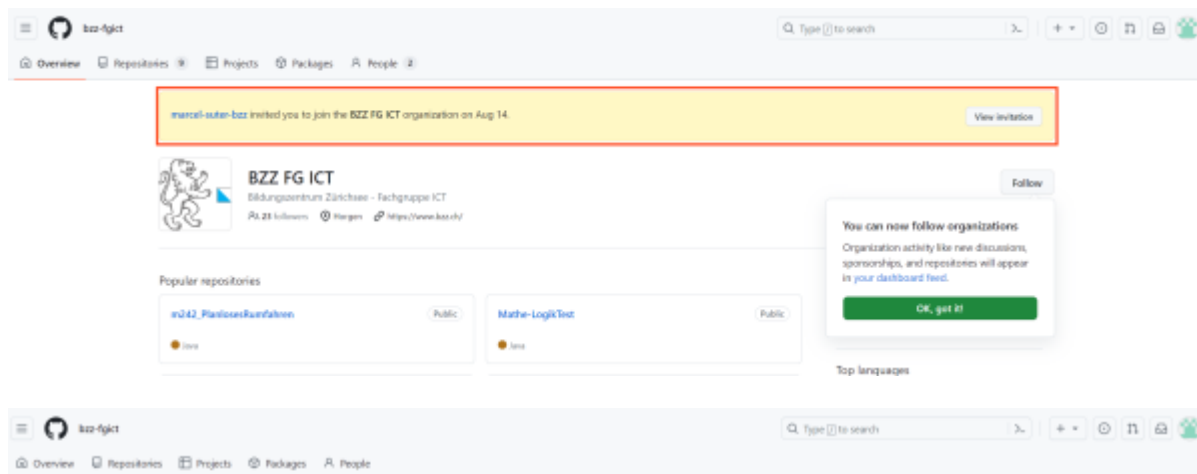 bzz-fgict
Type [/] to search
Overview Repositories 9 Projects Packages People 2
marcel-suter-bzz invited you to join the BZZ FG ICT organization on Aug 14.
View invitation
BZZ FG ICT
Bildungszentrum Zürichsee - Fachgruppe ICT
23 followers Horgen https://www.bzz.ch/
Follow
You can now follow organizations
Organization activity like new discussions,
sponsorships, and repositories will appear
in your dashboard feed.
OK, got it!
Popular repositories
m242_PlanlosesRumfahren Public
Java
Mathe-LogikTest Public
Java
Top languages
bzz-fgict
Type [/] to search
Overview Repositories Projects Packages People